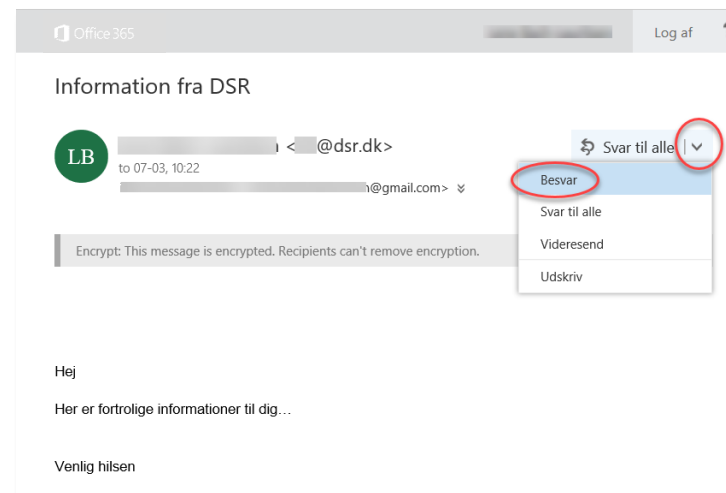 Office 365
Log af
Information fra DSR
LB
< @dsr.dk>
Svar til alle
to 07-03, 10:22
@gmail.com>
Besvar
Svar til alle
Videresend
Udskriv
Encrypt: This message is encrypted. Recipients can't remove encryption.
Hej
Her er fortrolige informationer til dig…
Venlig hilsen